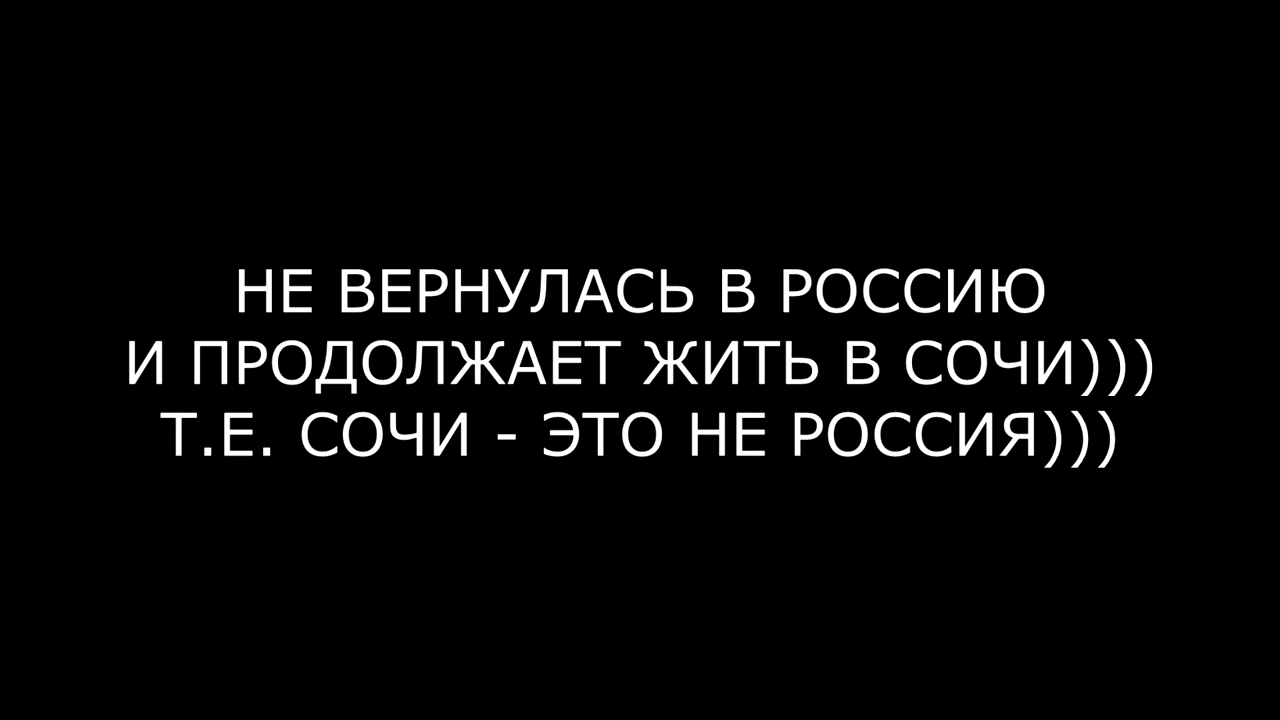 НЕ ВЕРНУЛАСЬ В РОССИЮ
И ПРОДОЛЖАЕТ ЖИТЬ В СОЧИ)))
Т.Е. СОЧИ - ЭТО НЕ РОССИЯ)))